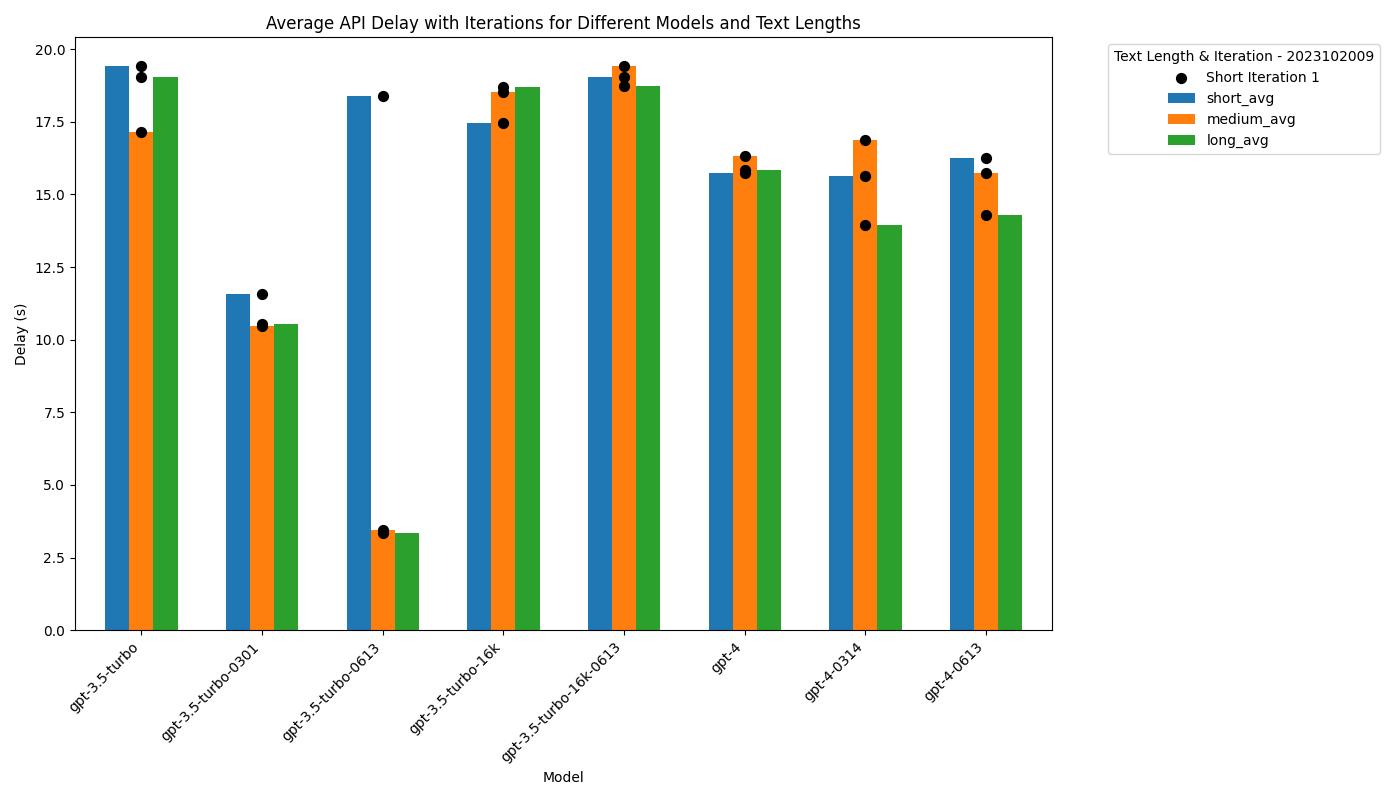 Average API Delay with Iterations for Different Models and Text Lengths
Text Length & Iteration - 2023102009
Short Iteration 1
short_avg
medium_avg
long_avg
Delay (s)
20.0
17.5
15.0
12.5
10.0
7.5
5.0
2.5
0.0
gpt-3.5-turbo
gpt-3.5-turbo-0301
gpt-3.5-turbo-0613
gpt-3.5-turbo-16k
gpt-3.5-turbo-16k-0613
gpt-4
gpt-4-0314
gpt-4-0613
Model